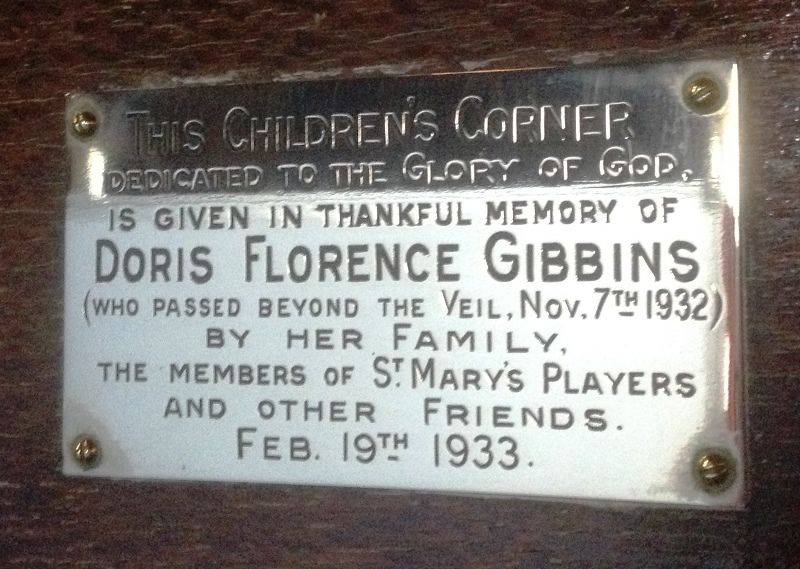 This Children's Corner
dedicated to the Glory of God,
is given in thankful memory of
Doris Florence Gibbins
(who passed beyond the Veil, Nov. 7TH 1932)
by her Family,
the members of ST Mary's Players
and other Friends.
Feb. 19TH 1933.